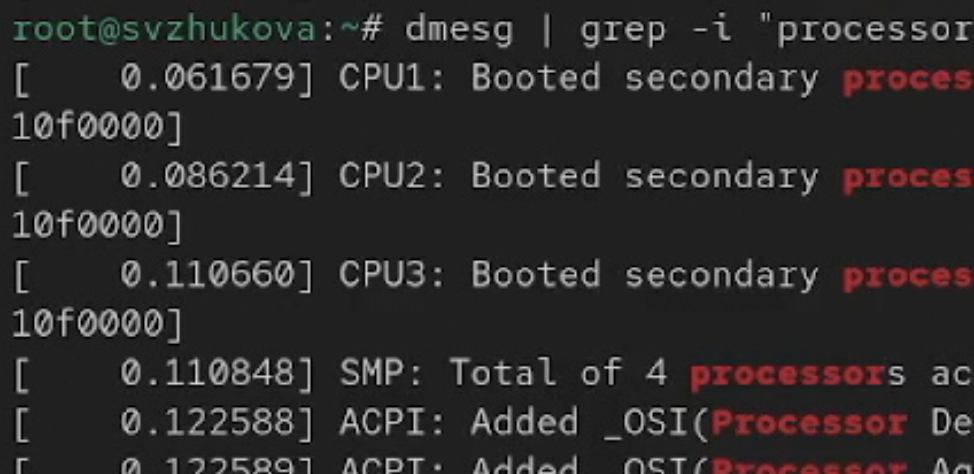 root@svzhukova:~# dmesg | grep -i "processor
[    0.061679] CPU1: Booted secondary proces
10f0000]
[    0.086214] CPU2: Booted secondary proces
10f0000]
[    0.110660] CPU3: Booted secondary proces
10f0000]
[    0.110848] SMP: Total of 4 processors ac
[    0.122588] ACPI: Added _OSI(Processor De
[    0.122589] ACPI: Added _OSI(Processor Ag